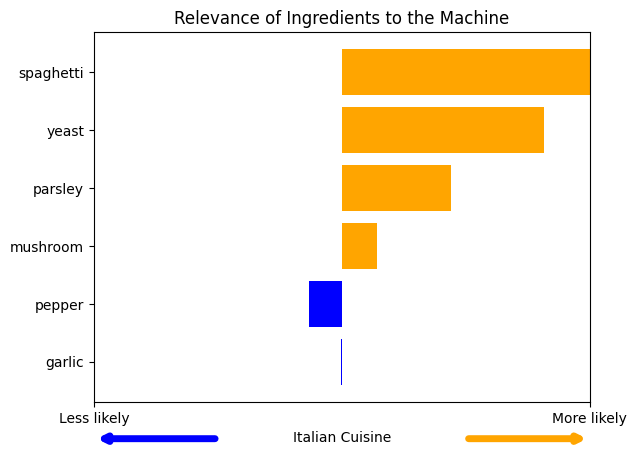 Relevance of Ingredients to the Machine
spaghetti
yeast
parsley
mushroom
pepper
garlic
Less likely
More likely
Italian Cuisine